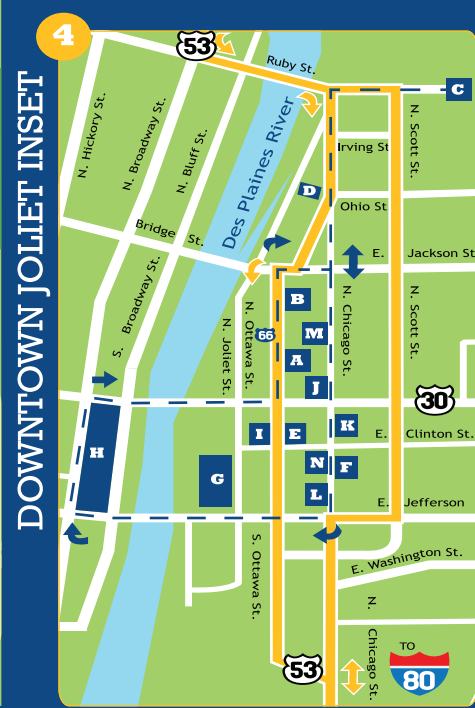 4
DOWNTOWN JOLIET INSET
53
Ruby St.
C
N. Hickory St.
N. Broadway St.
N. Bluff St.
Des Plaines River
N. Scott St.
Irving St
D
Ohio St
Bridge St.
E. Jackson St
S. Broadway St.
N. Joliet St.
N. Ottawa St.
66
B
M
A
J
N. Chicago St.
N. Scott St.
30
H
I
E
K
E. Clinton St.
G
N
F
L
E. Jefferson
S. Ottawa St.
E. Washington St.
N. Chicago St.
53
TO
80